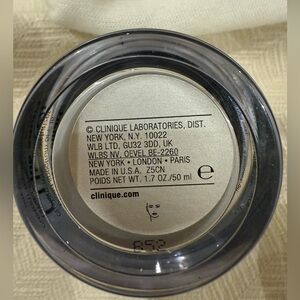 © CLINIQUE LABORATORIES, DIST.
NEW YORK, N.Y. 10022
WLB LTD, GU32 3DD, UK
WLBS NV, OEVEL BE-2260
NEW YORK • LONDON • PARIS
MADE IN U.S.A. Z5CN
POIDS NET WT. 1.7 OZ./50 ml ℮
clinique.com